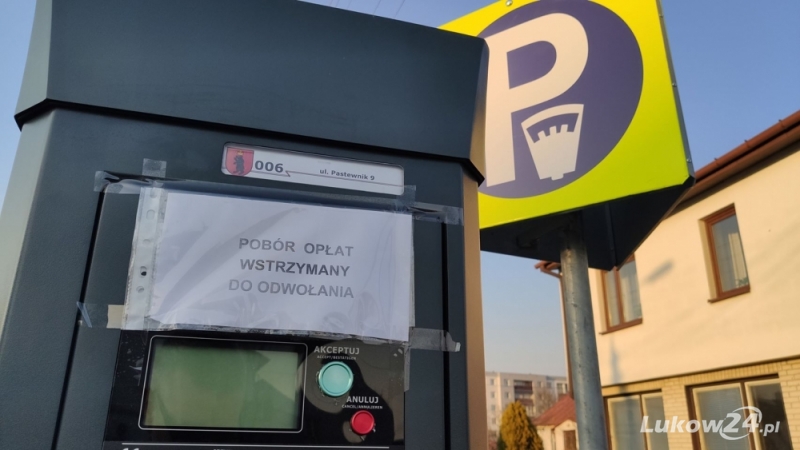 P
006
ul. Pastewnik 9
POBÓR OPŁAT
WSTRZYMANY
DO ODWOŁANIA
AKCEPTUJ
ANULUJ
Lukow24.pl